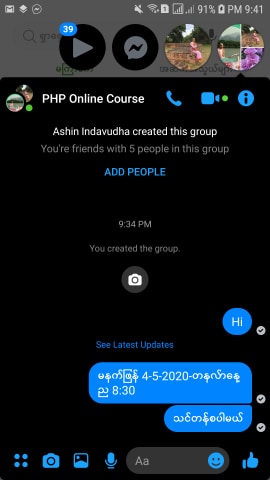 91% PM 9:41
39
PHP Online Course
Ashin Indavudha created this group
You're friends with 5 people in this group
ADD PEOPLE
9:34 PM
You created the group.
Hi
See Latest Updates
မနက်ဖြန် 4-5-2020-တနင်္လာနေ့
ည 8:30
သင်တန်စပါမယ်
Aa